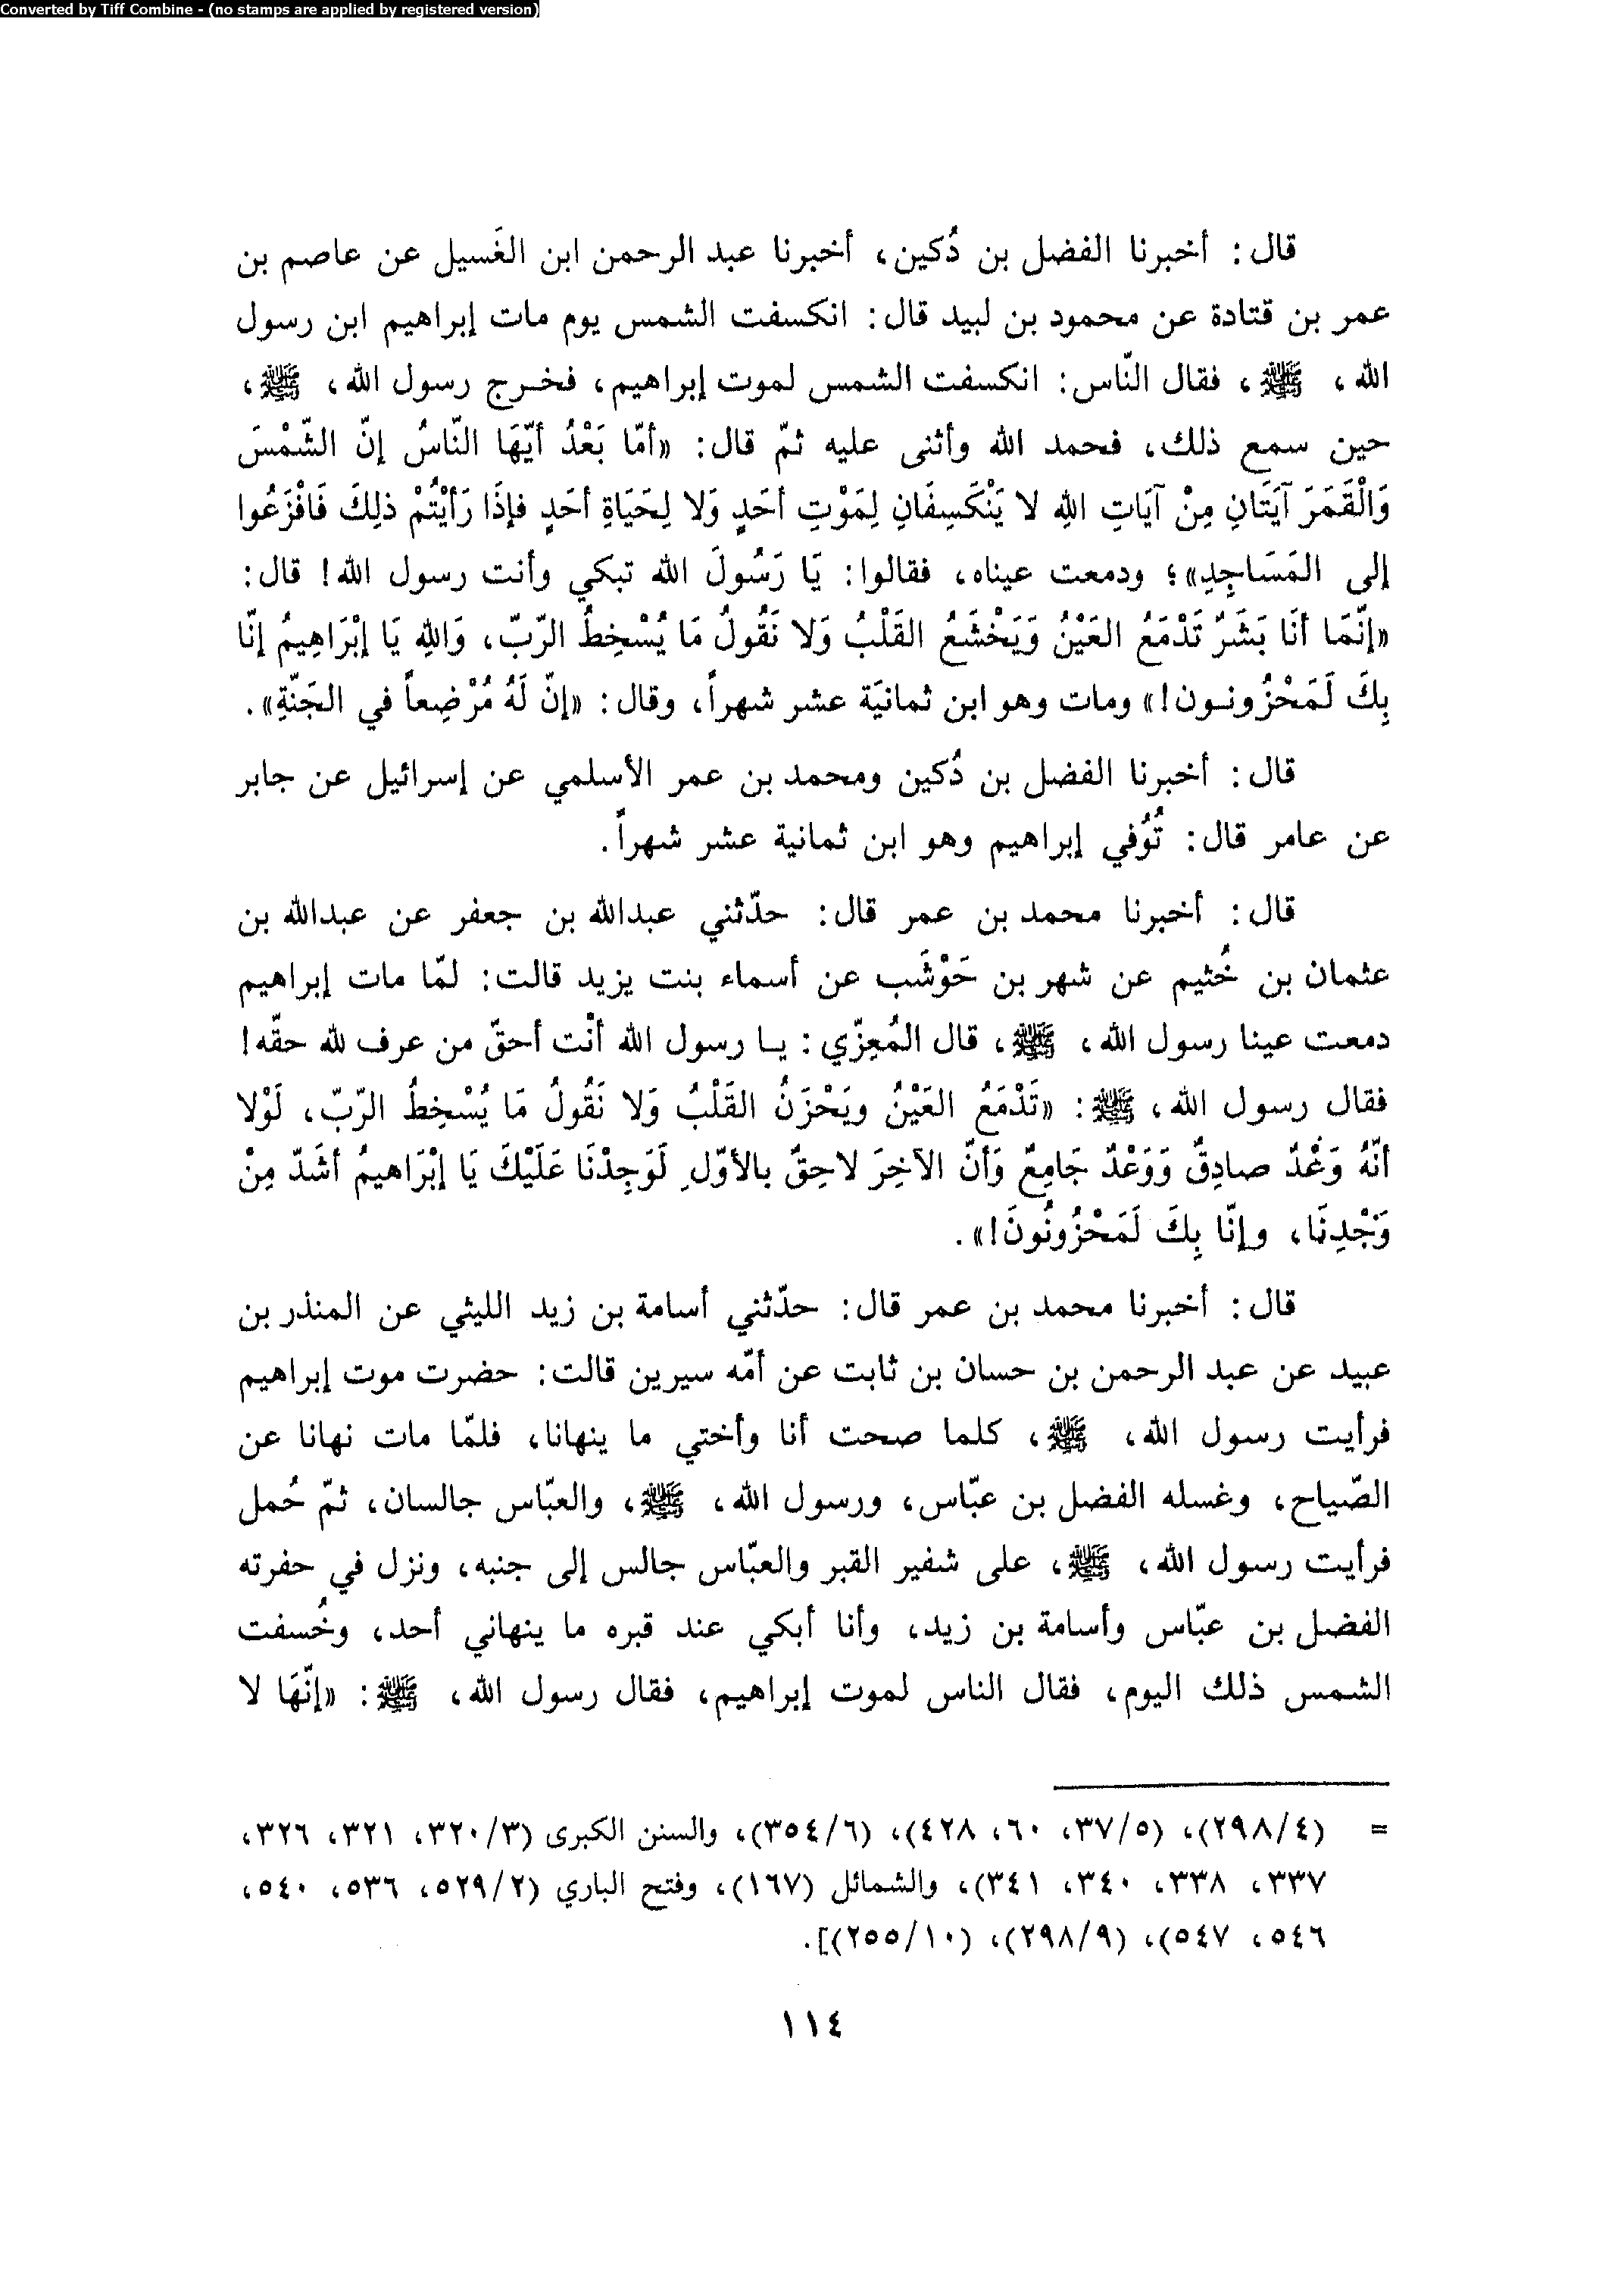 Converted by Tiff Combine - (no stamps are applied by registered version)
قال: أخبرنا الفضل بن دُكين، أخبرنا عبد الرحمن ابن الغَسيل عن عاصم بن
عمر بن قتادة عن محمود بن لبيد قال: انكسفت الشمس يوم مات إبراهيم ابن رسول
الله، ﷺ، فقال النّاس: انكسفت الشمس لموت إبراهيم، فخرج رسول الله، ﷺ،
حين سمع ذلك، فحمد الله وأثنى عليه ثمّ قال: «أمّا بَعْدُ أيّهَا النّاسُ إنّ الشّمْسَ
وَالْقَمَرَ آيَتَانِ مِنْ آيَاتِ اللهِ لا يَنْكَسِفَانِ لِمَوْتِ أحَدٍ وَلا لِحَيَاةِ أحَدٍ فإذَا رَأيْتُمْ ذلِكَ فَافْزَعُوا
إلى المَسَاجِدِ»؛ ودمعت عيناه، فقالوا: يَا رَسُولَ الله تبكي وأنت رسول الله! قال:
«إنّمَا أنَا بَشَرٌ تَدْمَعُ العَيْنُ وَيَخْشَعُ القَلْبُ وَلا نَقُولُ مَا يُسْخِطُ الرّبّ، وَاللهِ يَا إبْرَاهِيمُ إنّا
بِكَ لَمَحْزُونون!» ومات وهو ابن ثمانيَة عشر شهراً، وقال: «إنّ لَهُ مُرْضِعاً في الجَنّةِ».
قال: أخبرنا الفضل بن دُكين ومحمد بن عمر الأسلمي عن إسرائيل عن جابر
عن عامر قال: تُوُفي إبراهيم وهو ابن ثمانية عشر شهراً.
قال: أخبرنا محمد بن عمر قال: حدّثني عبدالله بن جعفر عن عبدالله بن
عثمان بن خُثيم عن شهر بن حَوْشَب عن أسماء بنت يزيد قالت: لمّا مات إبراهيم
دمعت عينا رسول الله، ﷺ، قال المُعِزّي: يا رسول الله أنْت أحقّ من عرف لله حقّه!
فقال رسول الله، ﷺ: «تَدْمَعُ العَيْنُ ويَحْزَنُ القَلْبُ وَلا نَقُولُ مَا يُسْخِطُ الرّبّ، لَوْلا
أنّهُ وَعْدٌ صادِقٌ وَوَعْدٌ جَامِعٌ وَأنّ الآخِرَ لاحِقٌ بالأوّلِ لَوَجِدْنَا عَلَيْكَ يَا إبْرَاهيمُ أشَدّ مِنْ
وَجْدِنَا، وإنّا بِكَ لَمَحْزُونُونَ!».
قال: أخبرنا محمد بن عمر قال: حدّثني أسامة بن زيد الليثي عن المنذر بن
عبيد عن عبد الرحمن بن حسان بن ثابت عن أمّه سيرين قالت: حضرت موت إبراهيم
فرأيت رسول الله، ﷺ، كلما صحت أنا وأختي ما ينهانا، فلمّا مات نهانا عن
الصّياح، وغسله الفضل بن عبّاس، ورسول الله، ﷺ، والعبّاس جالسان، ثمّ حُمل
فرأيت رسول الله، ﷺ، على شفير القبر والعبّاس جالس إلى جنبه، ونزل في حفرته
الفضل بن عبّاس وأسامة بن زيد، وأنا أبكي عند قبره ما ينهاني أحد، وخُسفت
الشمس ذلك اليوم، فقال الناس لموت إبراهيم، فقال رسول الله، ﷺ: «إنّهَا لا
= (٤/٢٩٨)، (٥/٣٧، ٦٠، ٤٢٨)، (٦/٣٥٤)، والسنن الكبرى (٣/٣٢٠، ٣٢١، ٣٢٦،
٣٣٧، ٣٣٨، ٣٤٠، ٣٤١)، والشمائل (١٦٧)، وفتح الباري (٢/٥٢٩، ٥٣٦، ٥٤٠،
٥٤٦، ٥٤٧)، (٩/٢٩٨)، (١٠/٢٥٥)].
١١٤